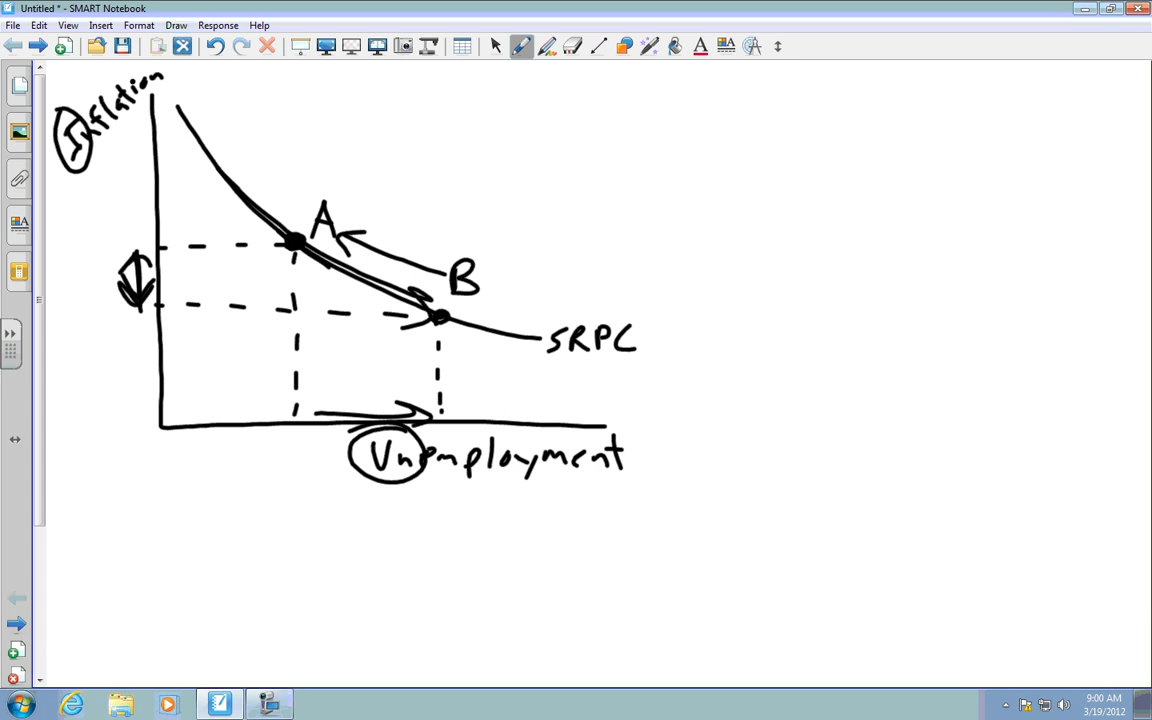 Untitled * - SMART Notebook
File Edit View Insert Format Draw Response Help
Inflation
A
B
SRPC
Unemployment
9:00 AM
3/19/2012